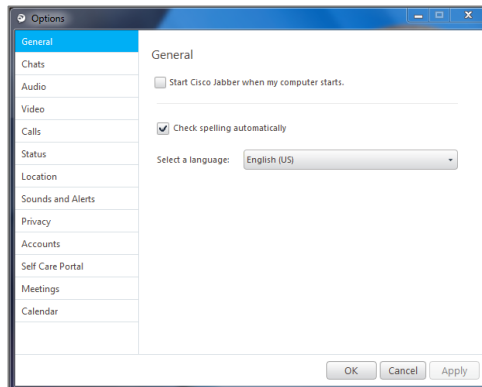 Options
General
Chats
Audio
Video
Calls
Status
Location
Sounds and Alerts
Privacy
Accounts
Self Care Portal
Meetings
Calendar
General
Start Cisco Jabber when my computer starts.
Check spelling automatically
Select a language: English (US)
OK Cancel Apply